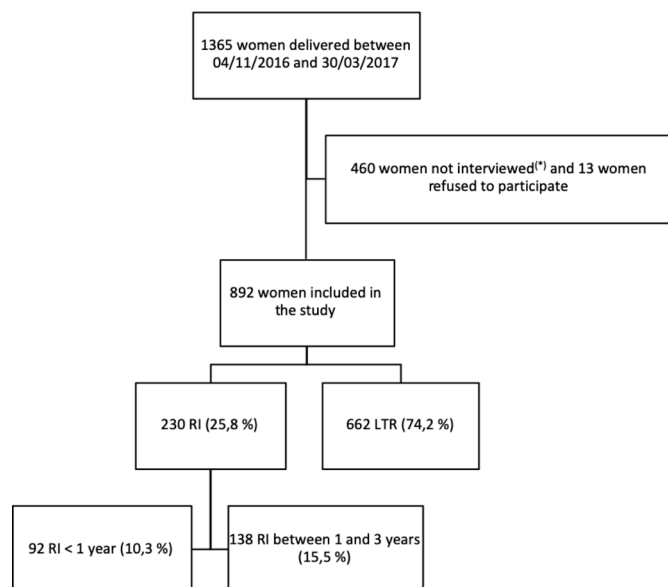 1365 women delivered between
04/11/2016 and 30/03/2017
460 women not interviewed(*) and 13 women
refused to participate
892 women included in
the study
230 RI (25,8 %)
662 LTR (74,2 %)
92 RI < 1 year (10,3 %)
138 RI between 1 and 3 years
(15,5 %)